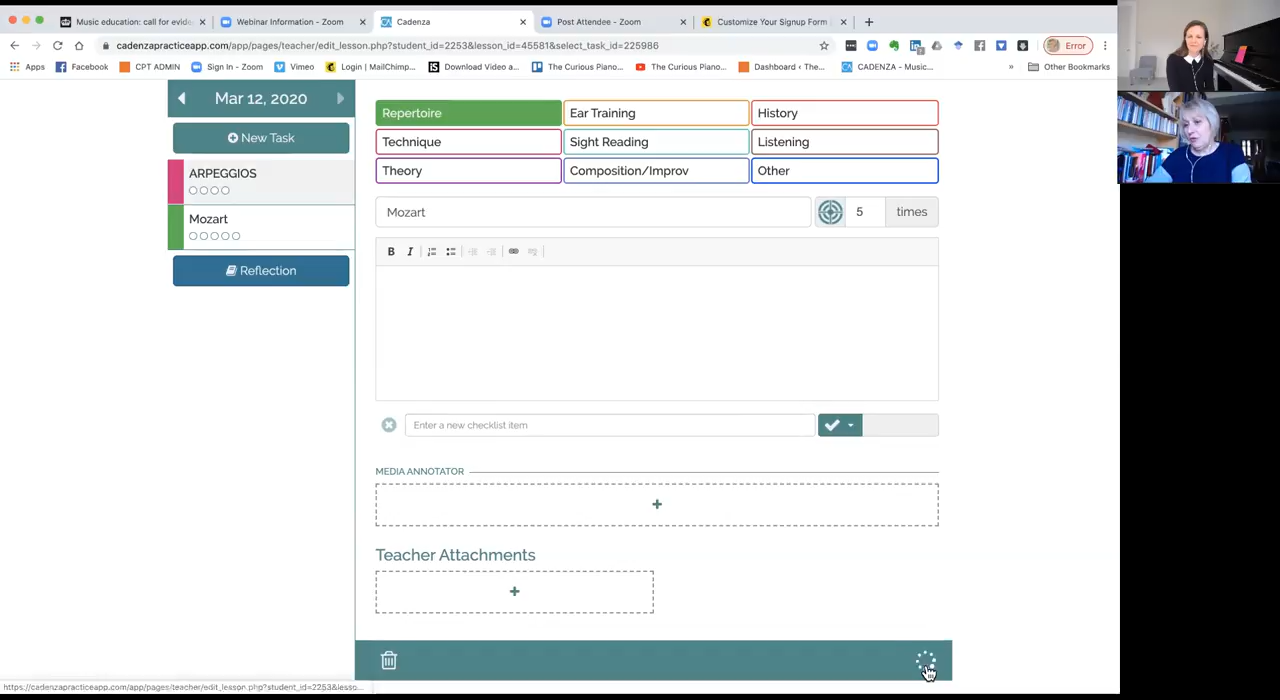 Music education: call for evide
Webinar Information - Zoom
Cadenza
Post Attendee - Zoom
Customize Your Signup Form
cadenzapracticeapp.com/app/pages/teacher/edit_lesson.php?student_id=2253&lesson_id=45581&select_task_id=225986
Error
Apps
Facebook
CPT ADMIN
Sign In - Zoom
Vimeo
Login | MailChimp...
Download Video a...
The Curious Piano...
The Curious Piano...
Dashboard ‹ The...
CADENZA - Music...
»
Other Bookmarks
Mar 12, 2020
New Task
ARPEGGIOS
Mozart
Reflection
Repertoire
Ear Training
History
Technique
Sight Reading
Listening
Theory
Composition/Improv
Other
Mozart
5
times
B I
Enter a new checklist item
MEDIA ANNOTATOR
+
Teacher Attachments
+
https://cadenzapracticeapp.com/app/pages/teacher/edit_lesson.php?student_id=2253&lesso...